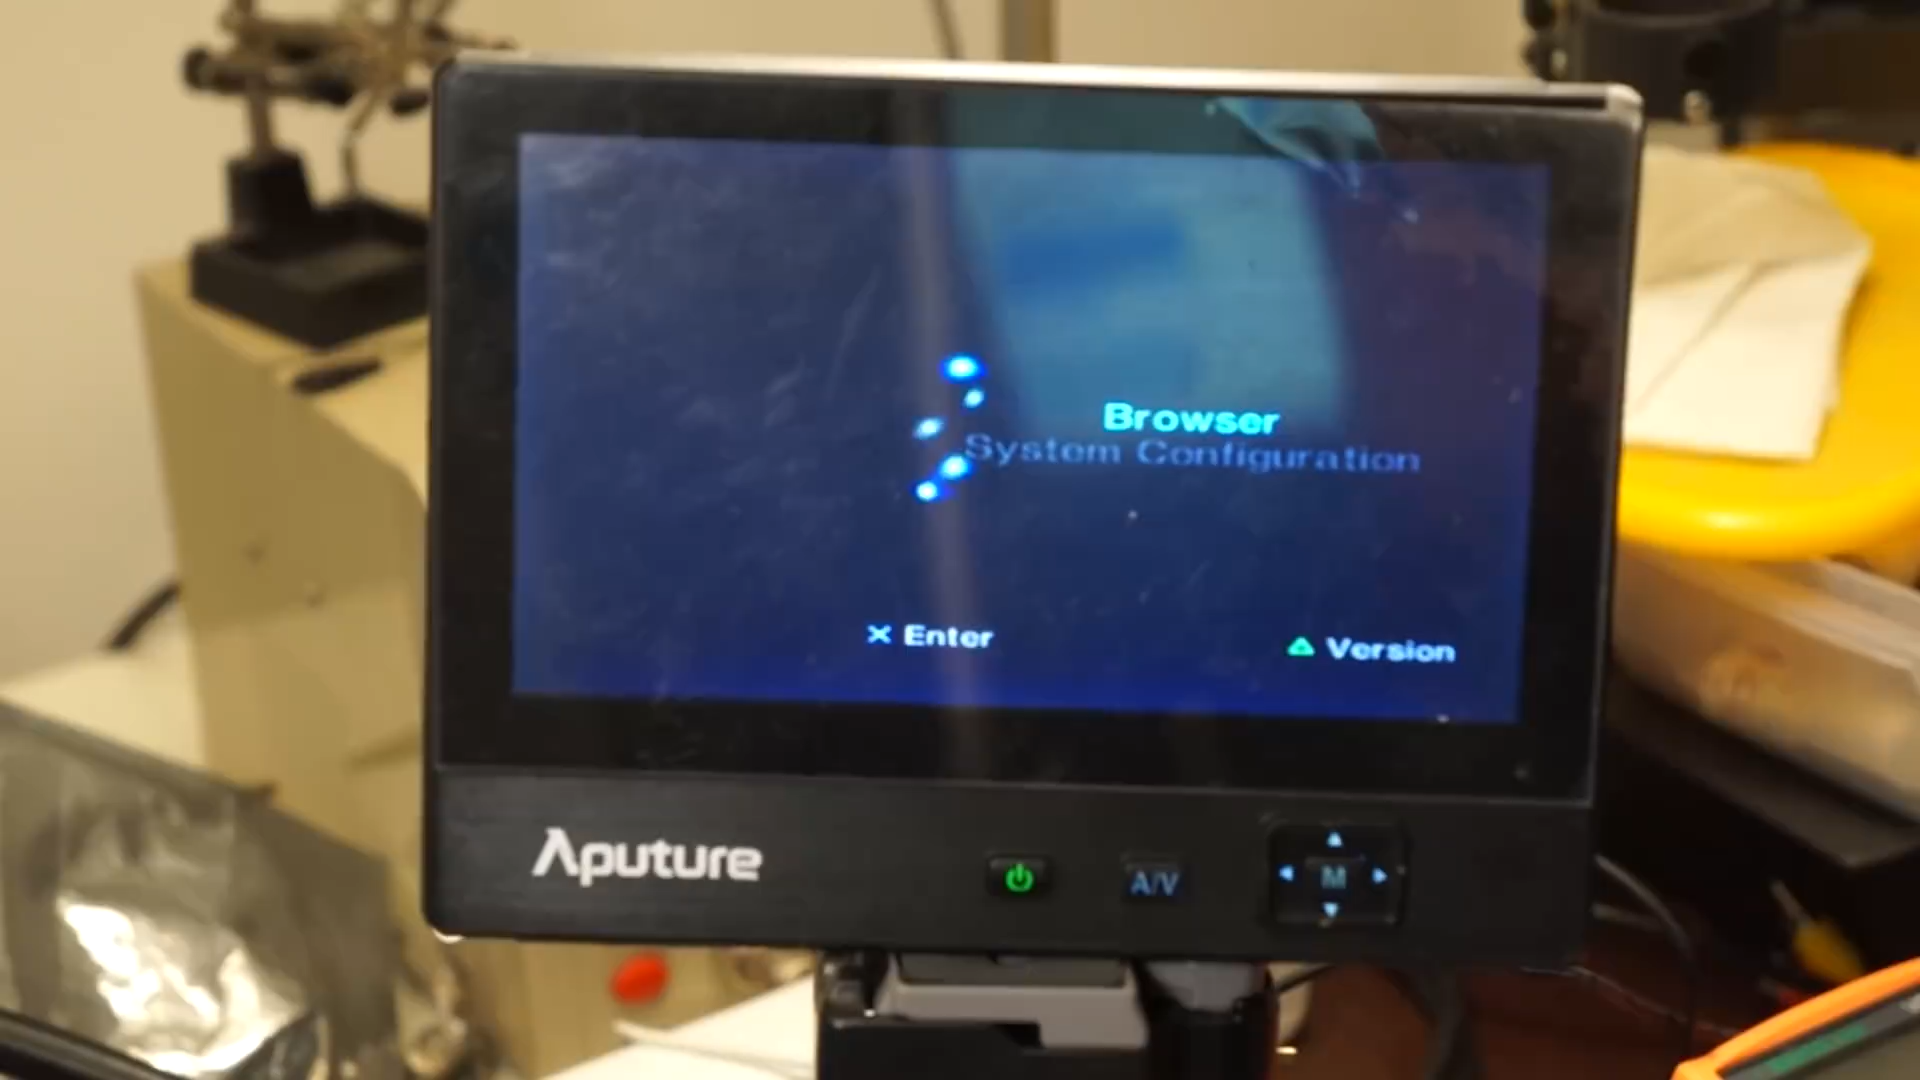 Browser
System Configuration
Enter
Version
Aputure
A/V
M